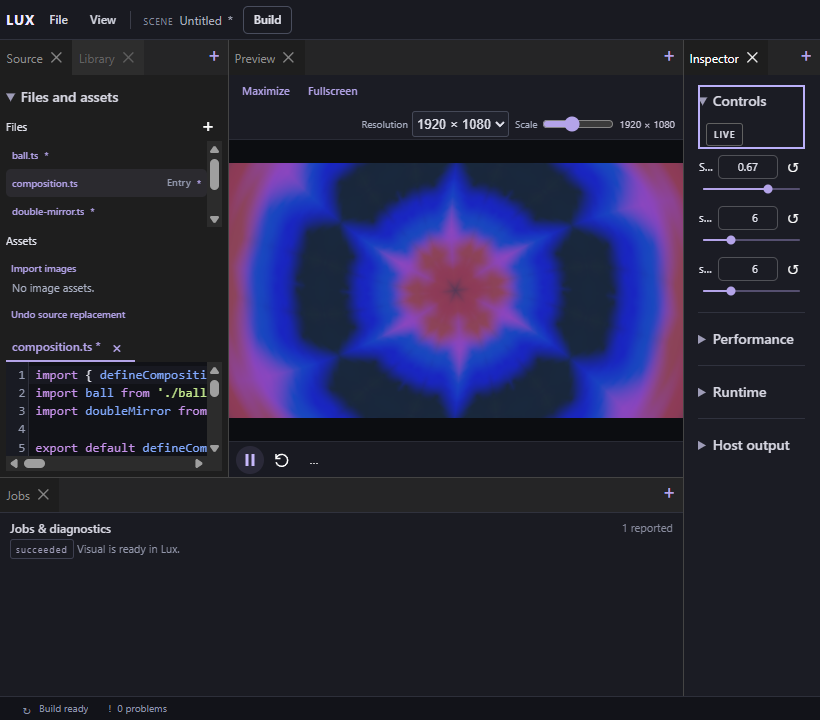 LUX File View SCENE Untitled * Build
Source Library +
Files and assets
Files +
ball.ts *
composition.ts Entry *
double-mirror.ts *
Assets
Import images
No image assets.
Undo source replacement
composition.ts * ×
1 import { defineCompositi
2 import ball from './ball
3 import doubleMirror from
4
5 export default defineCom
Preview +
Maximize Fullscreen
Resolution 1920 × 1080 Scale 1920 × 1080
...
Jobs +
Jobs & diagnostics 1 reported
succeeded Visual is ready in Lux.
Inspector +
Controls
LIVE
S... 0.67
s... 6
s... 6
Performance
Runtime
Host output
Build ready ! 0 problems